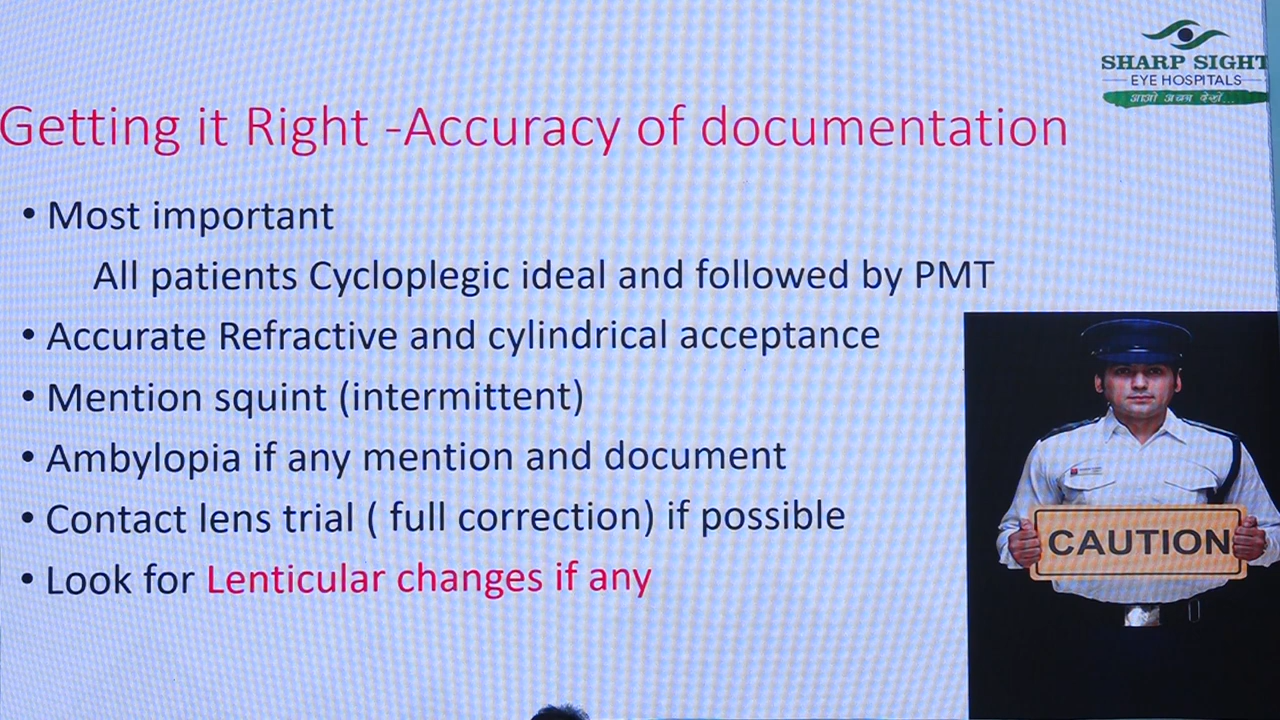 SHARP SIGHT
EYE HOSPITALS
Getting it Right -Accuracy of documentation
• Most important
All patients Cycloplegic ideal and followed by PMT
• Accurate Refractive and cylindrical acceptance
• Mention squint (intermittent)
• Ambylopia if any mention and document
• Contact lens trial ( full correction) if possible
• Look for Lenticular changes if any
CAUTION